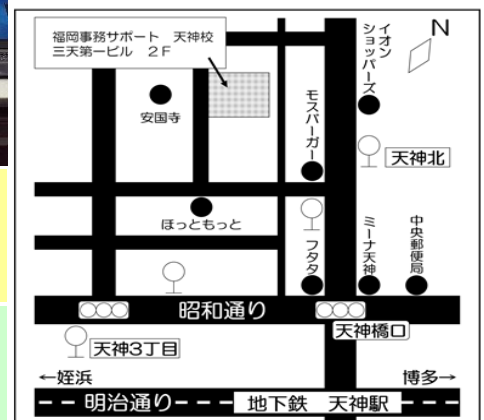 福岡事務サポート 天神校
三天第一ビル 2F
イオン
ショッパーズ
N
安国寺
モスバーガー
天神北
ほっともっと
フタタ
ミーナ天神
中央郵便局
昭和通り
天神橋口
天神3丁目
←姪浜
博多→
明治通り
地下鉄 天神駅